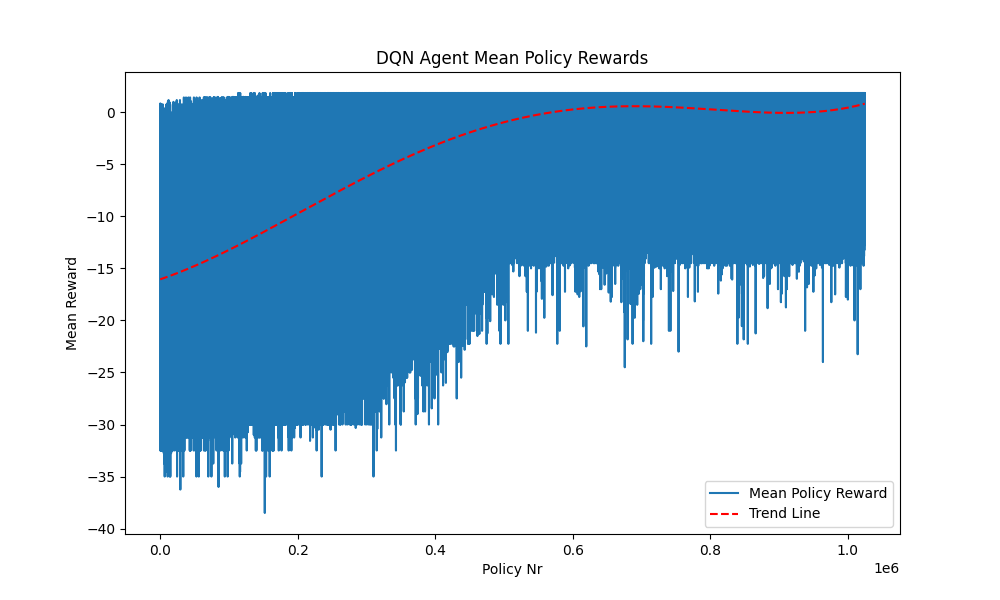 DQN Agent Mean Policy Rewards
Mean Reward
0
−5
−10
−15
−20
−25
−30
−35
−40
0.0 0.2 0.4 0.6 0.8 1.0
1e6
Policy Nr
Mean Policy Reward
Trend Line